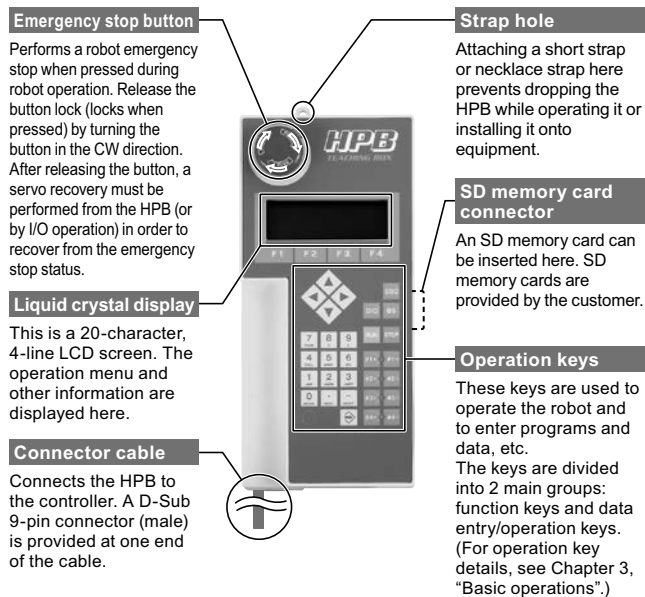 Emergency stop button
Performs a robot emergency
stop when pressed during
robot operation. Release the
button lock (locks when
pressed) by turning the
button in the CW direction.
After releasing the button, a
servo recovery must be
performed from the HPB (or
by I/O operation) in order to
recover from the emergency
stop status.
Liquid crystal display
This is a 20-character,
4-line LCD screen. The
operation menu and
other information are
displayed here.
Connector cable
Connects the HPB to
the controller. A D-Sub
9-pin connector (male)
is provided at one end
of the cable.
HPB
TEACHING BOX
F1 F2 F3 F4
ESC
RUN STOP
7 8 9
4 5 6
1 2 3
0 . -
Strap hole
Attaching a short strap
or necklace strap here
prevents dropping the
HPB while operating it or
installing it onto
equipment.
SD memory card
connector
An SD memory card can
be inserted here. SD
memory cards are
provided by the customer.
Operation keys
These keys are used to
operate the robot and
to enter programs and
data, etc.
The keys are divided
into 2 main groups:
function keys and data
entry/operation keys.
(For operation key
details, see Chapter 3,
“Basic operations”.)